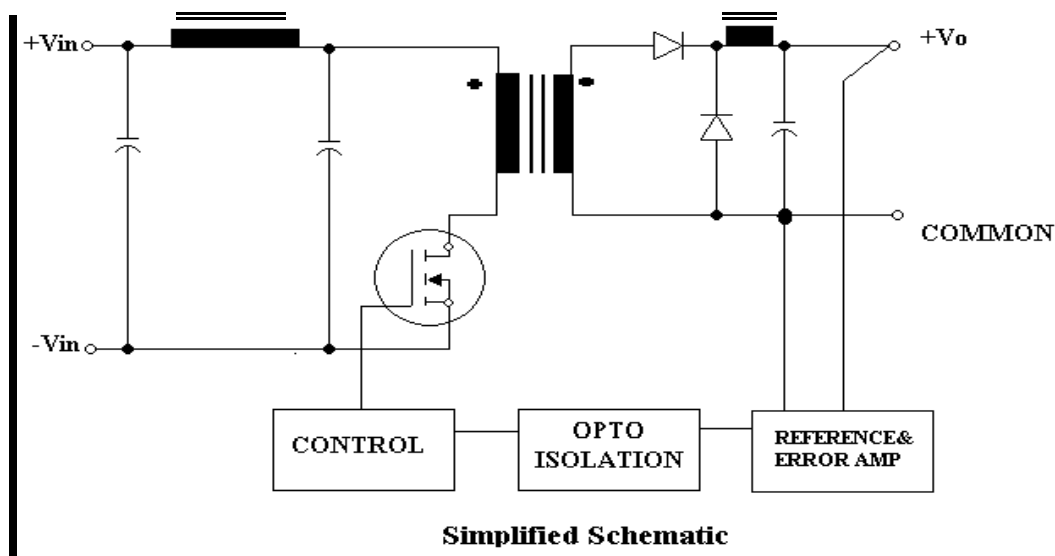 +Vin
+Vo
COMMON
-Vin
CONTROL
OPTO
ISOLATION
REFERENCE&
ERROR AMP
Simplified Schematic